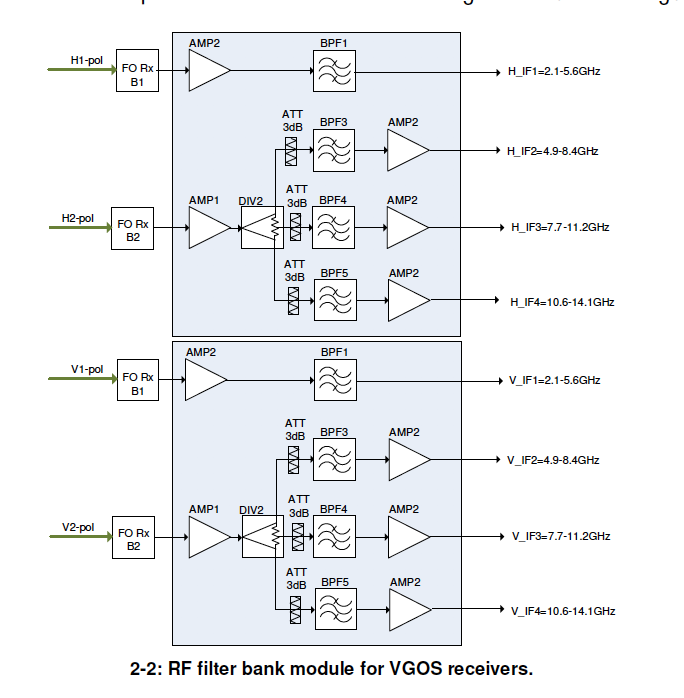 AMP2
BPF1
H1-pol
FO Rx
B1
H_IF1=2.1-5.6GHz
ATT
3dB
BPF3
AMP2
H_IF2=4.9-8.4GHz
AMP1
DIV2
ATT
3dB
BPF4
AMP2
H2-pol
FO Rx
B2
H_IF3=7.7-11.2GHz
ATT
3dB
BPF5
AMP2
H_IF4=10.6-14.1GHz
AMP2
BPF1
V1-pol
FO Rx
B1
V_IF1=2.1-5.6GHz
ATT
3dB
BPF3
AMP2
V_IF2=4.9-8.4GHz
AMP1
DIV2
ATT
3dB
BPF4
AMP2
V2-pol
FO Rx
B2
V_IF3=7.7-11.2GHz
ATT
3dB
BPF5
AMP2
V_IF4=10.6-14.1GHz
2-2: RF filter bank module for VGOS receivers.